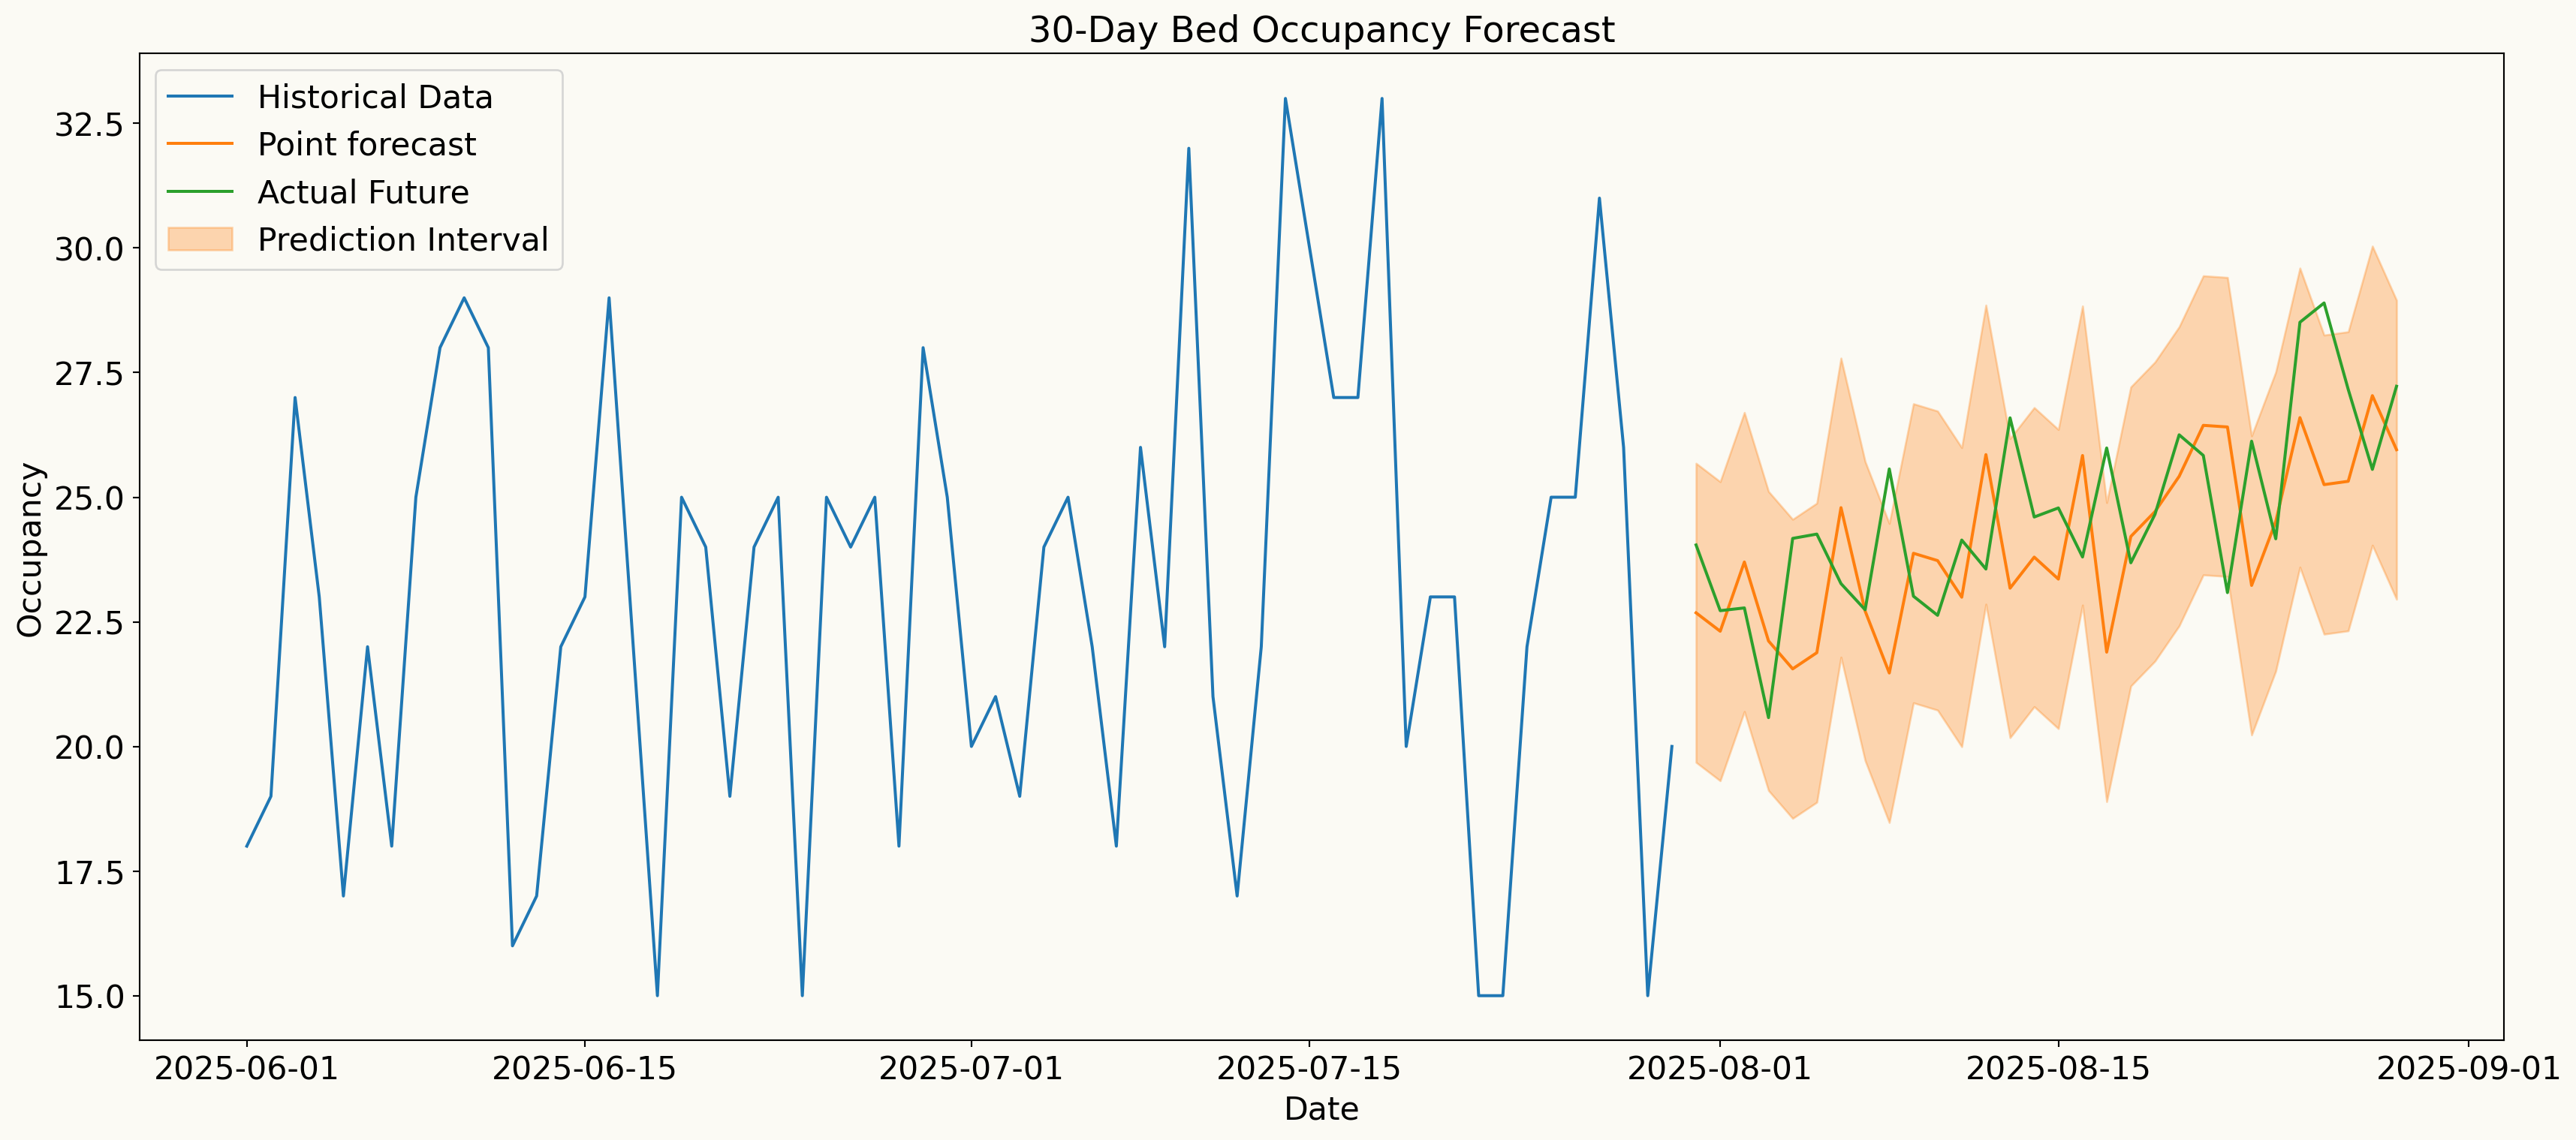 30-Day Bed Occupancy Forecast
Historical Data
Point forecast
Actual Future
Prediction Interval
32.5
30.0
27.5
25.0
22.5
20.0
17.5
15.0
Occupancy
2025-06-01 2025-06-15 2025-07-01 2025-07-15 2025-08-01 2025-08-15 2025-09-01
Date